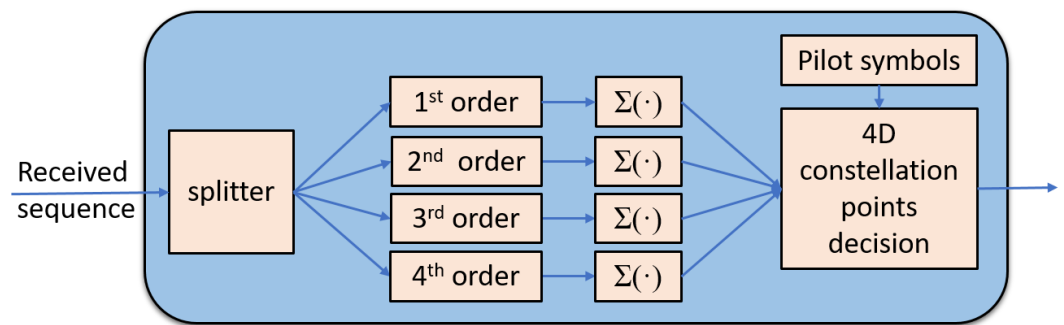 Received
sequence
splitter
1st order
2nd order
3rd order
4th order
Σ(·)
Σ(·)
Σ(·)
Σ(·)
Pilot symbols
4D
constellation
points
decision